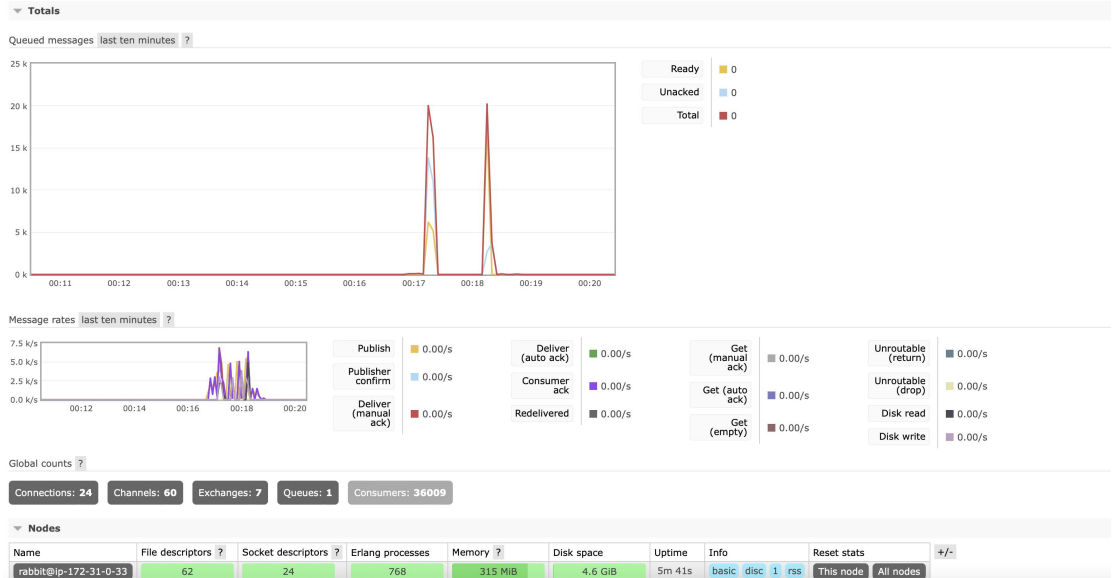 Totals
Queued messages last ten minutes ?
25 k
20 k
15 k
10 k
5 k
0 k
00:11 00:12 00:13 00:14 00:15 00:16 00:17 00:18 00:19 00:20
Ready 0
Unacked 0
Total 0
Message rates last ten minutes ?
7.5 k/s
5.0 k/s
2.5 k/s
0.0 k/s
00:12 00:14 00:16 00:18 00:20
Publish 0.00/s
Publisher
confirm 0.00/s
Deliver
(manual
ack) 0.00/s
Deliver
(auto ack) 0.00/s
Consumer
ack 0.00/s
Redelivered 0.00/s
Get
(manual
ack) 0.00/s
Get (auto
ack) 0.00/s
Get
(empty) 0.00/s
Unroutable
(return) 0.00/s
Unroutable
(drop) 0.00/s
Disk read 0.00/s
Disk write 0.00/s
Global counts ?
Connections: 24 Channels: 60 Exchanges: 7 Queues: 1 Consumers: 36009
Nodes
Name File descriptors ? Socket descriptors ? Erlang processes Memory ? Disk space Uptime Info Reset stats +/-
rabbit@ip-172-31-0-33 62 24 768 315 MiB 4.6 GiB 5m 41s basic disc 1 rss This node All nodes